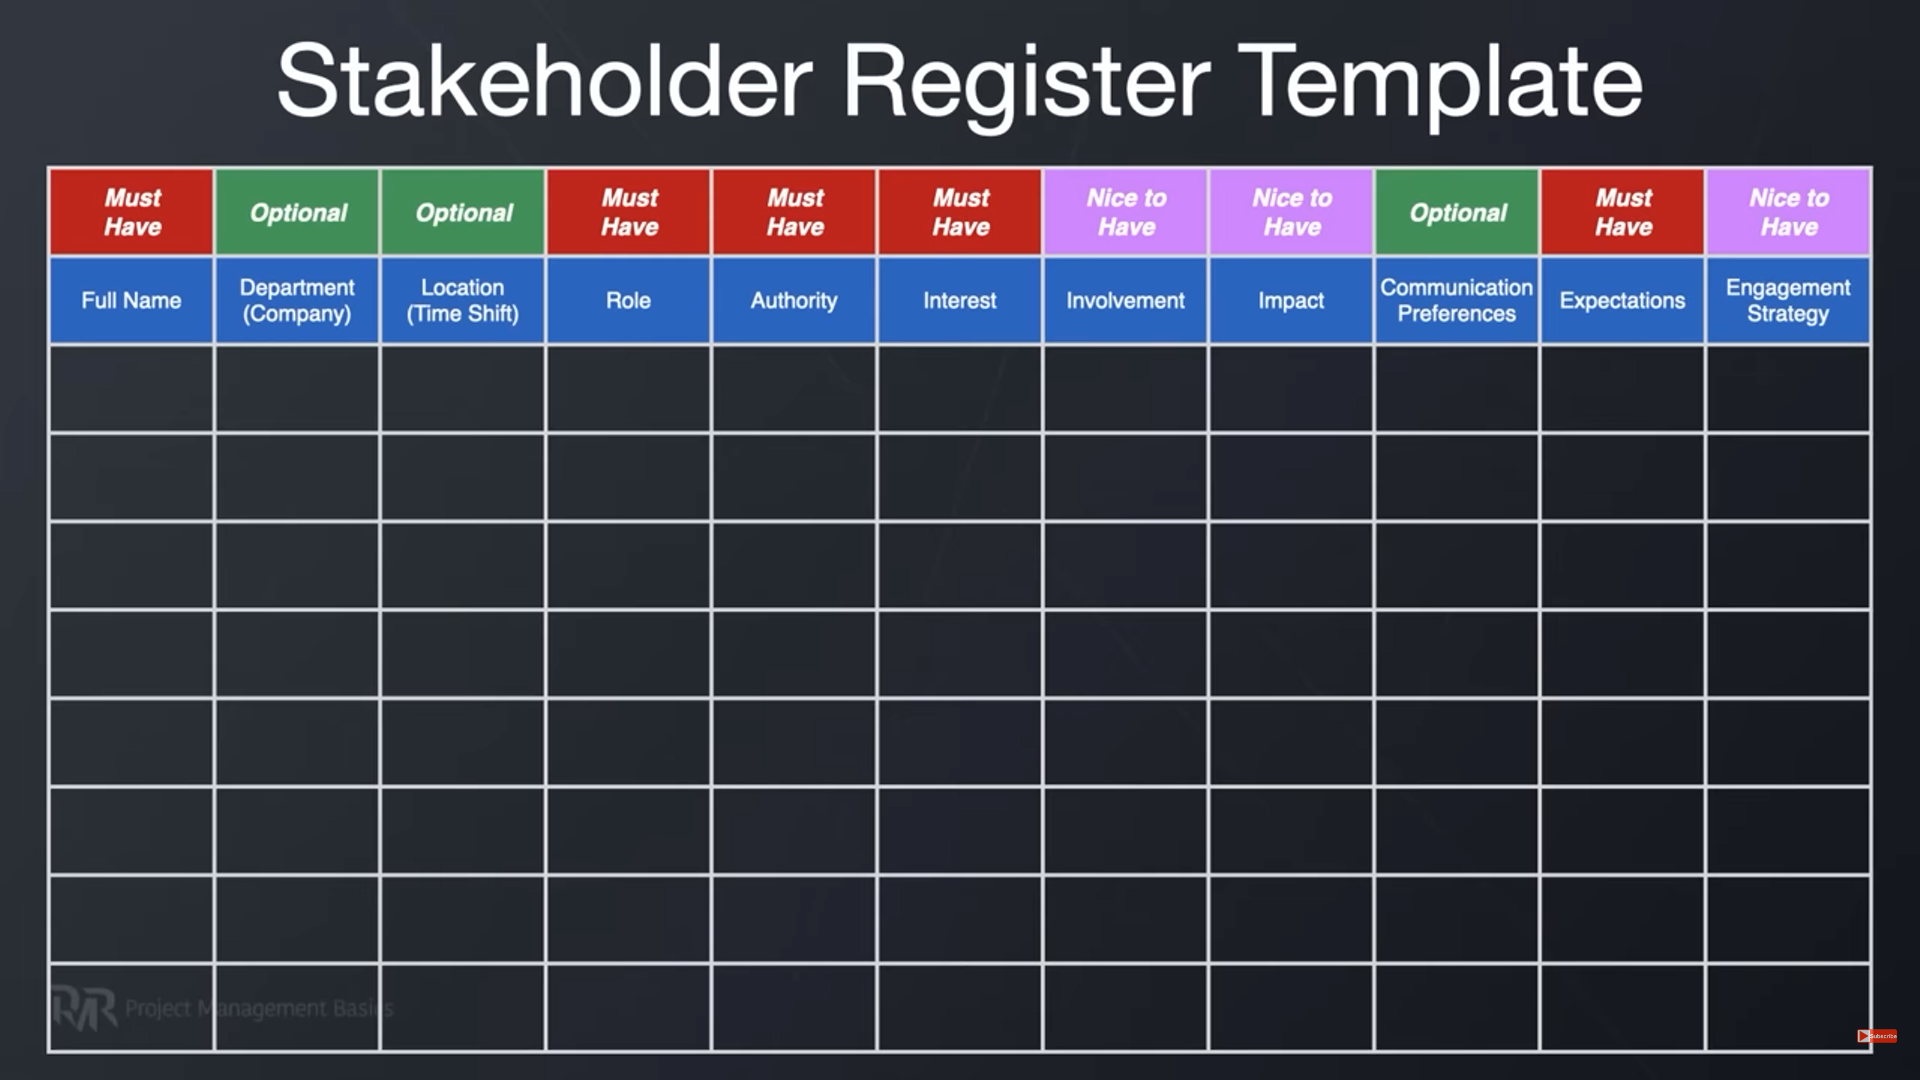 Stakeholder Register Template
Must
Have
Optional
Optional
Must
Have
Must
Have
Must
Have
Nice to
Have
Nice to
Have
Optional
Must
Have
Nice to
Have
Full Name
Department
(Company)
Location
(Time Shift)
Role
Authority
Interest
Involvement
Impact
Communication
Preferences
Expectations
Engagement
Strategy
Project Management Basics
Subscribe